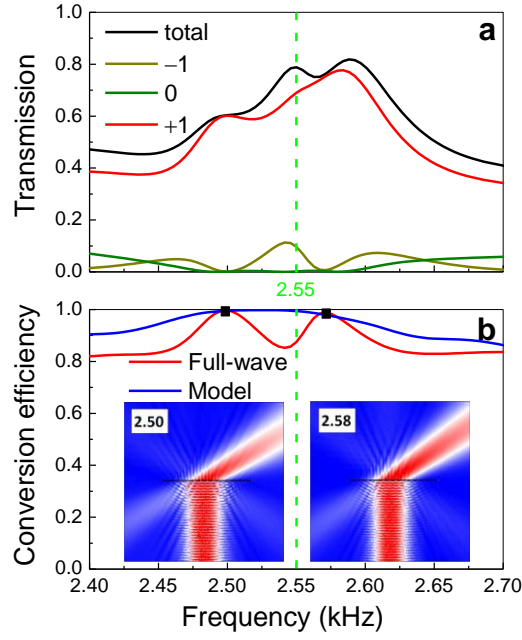 a
total
−1
0
+1
Transmission
1.0
0.8
0.6
0.4
0.2
0.0
2.55
b
Full-wave
Model
2.50
2.58
Conversion efficiency
1.0
0.8
0.6
0.4
0.2
0.0
2.40 2.45 2.50 2.55 2.60 2.65 2.70
Frequency (kHz)